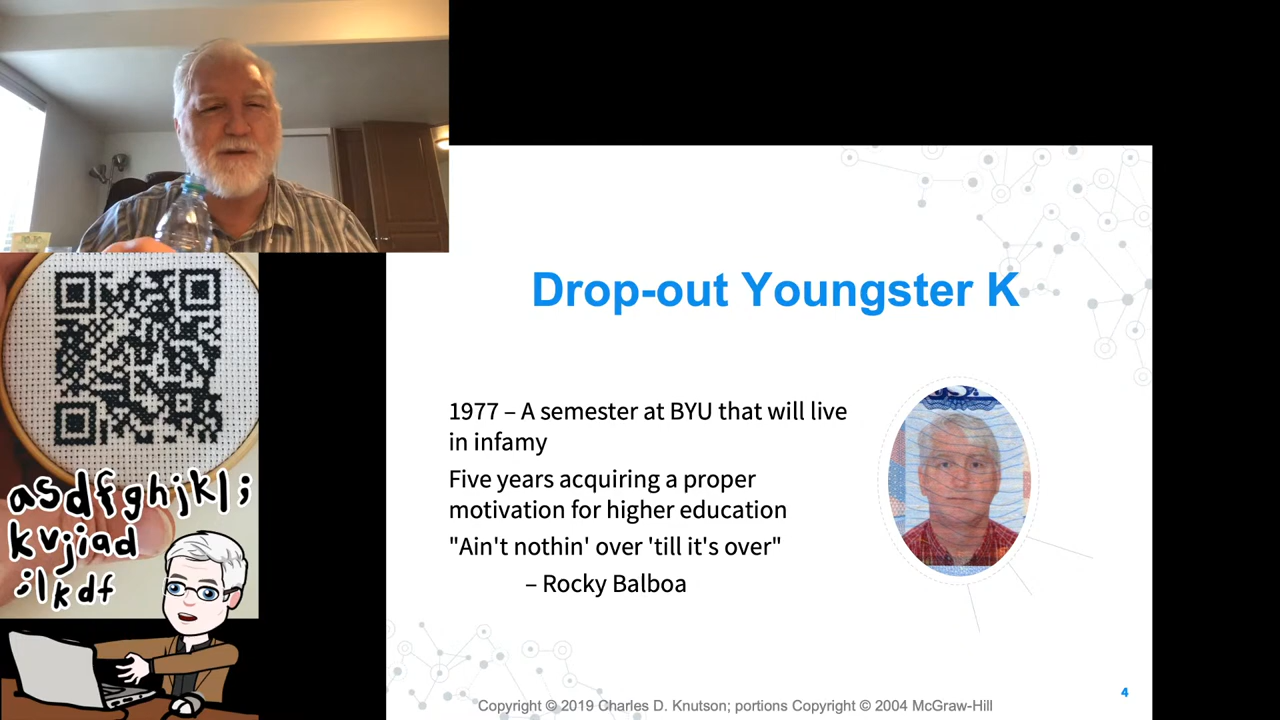 Drop-out Youngster K
1977 – A semester at BYU that will live
in infamy
Five years acquiring a proper
motivation for higher education
"Ain't nothin' over 'till it's over"
– Rocky Balboa
asdfghjkl;
kvjiad
;lkdf
4
Copyright © 2019 Charles D. Knutson; portions Copyright © 2004 McGraw-Hill